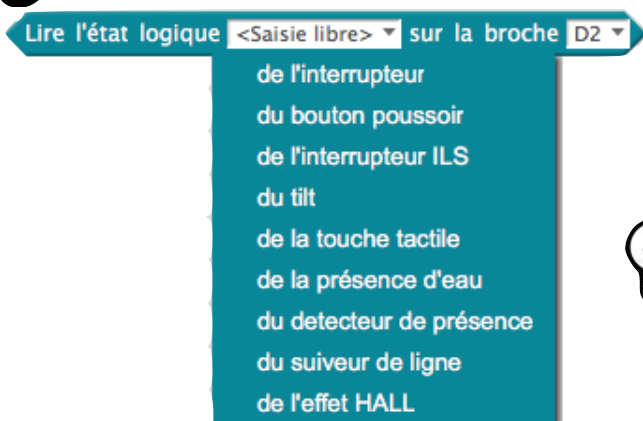 Lire l'état logique <Saisie libre> sur la broche D2
de l'interrupteur
du bouton poussoir
de l'interrupteur ILS
du tilt
de la touche tactile
de la présence d'eau
du detecteur de présence
du suiveur de ligne
de l'effet HALL